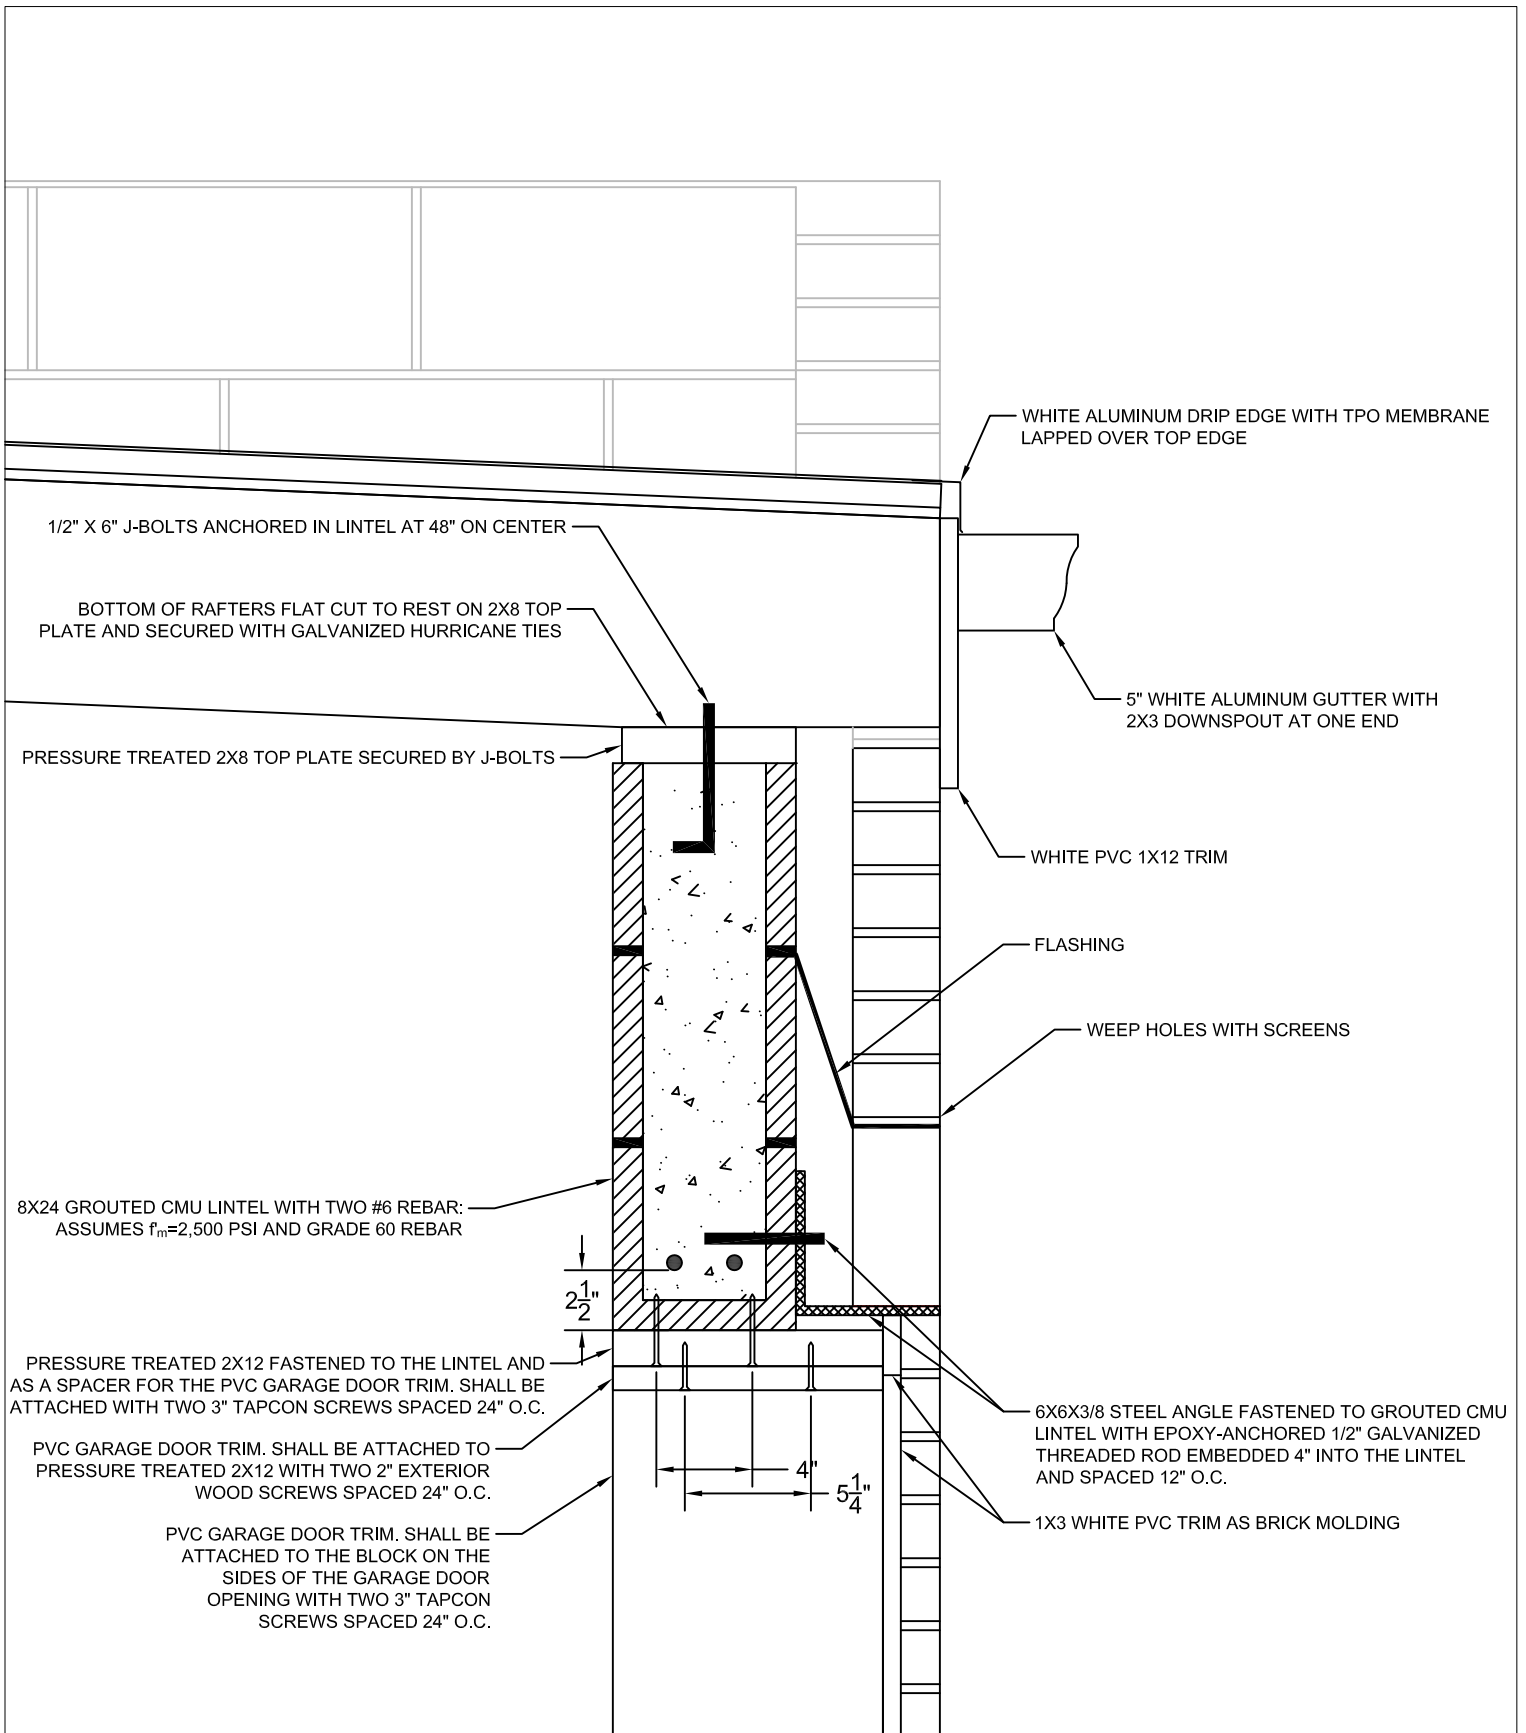 WHITE ALUMINUM DRIP EDGE WITH TPO MEMBRANE
LAPPED OVER TOP EDGE
1/2" X 6" J-BOLTS ANCHORED IN LINTEL AT 48" ON CENTER
BOTTOM OF RAFTERS FLAT CUT TO REST ON 2X8 TOP
PLATE AND SECURED WITH GALVANIZED HURRICANE TIES
5" WHITE ALUMINUM GUTTER WITH
2X3 DOWNSPOUT AT ONE END
PRESSURE TREATED 2X8 TOP PLATE SECURED BY J-BOLTS
WHITE PVC 1X12 TRIM
FLASHING
WEEP HOLES WITH SCREENS
8X24 GROUTED CMU LINTEL WITH TWO #6 REBAR:
ASSUMES f'm=2,500 PSI AND GRADE 60 REBAR
2 1/2"
PRESSURE TREATED 2X12 FASTENED TO THE LINTEL AND
AS A SPACER FOR THE PVC GARAGE DOOR TRIM. SHALL BE
ATTACHED WITH TWO 3" TAPCON SCREWS SPACED 24" O.C.
PVC GARAGE DOOR TRIM. SHALL BE ATTACHED TO
PRESSURE TREATED 2X12 WITH TWO 2" EXTERIOR
WOOD SCREWS SPACED 24" O.C.
4"
5 1/4"
6X6X3/8 STEEL ANGLE FASTENED TO GROUTED CMU
LINTEL WITH EPOXY-ANCHORED 1/2" GALVANIZED
THREADED ROD EMBEDDED 4" INTO THE LINTEL
AND SPACED 12" O.C.
1X3 WHITE PVC TRIM AS BRICK MOLDING
PVC GARAGE DOOR TRIM. SHALL BE
ATTACHED TO THE BLOCK ON THE
SIDES OF THE GARAGE DOOR
OPENING WITH TWO 3" TAPCON
SCREWS SPACED 24" O.C.